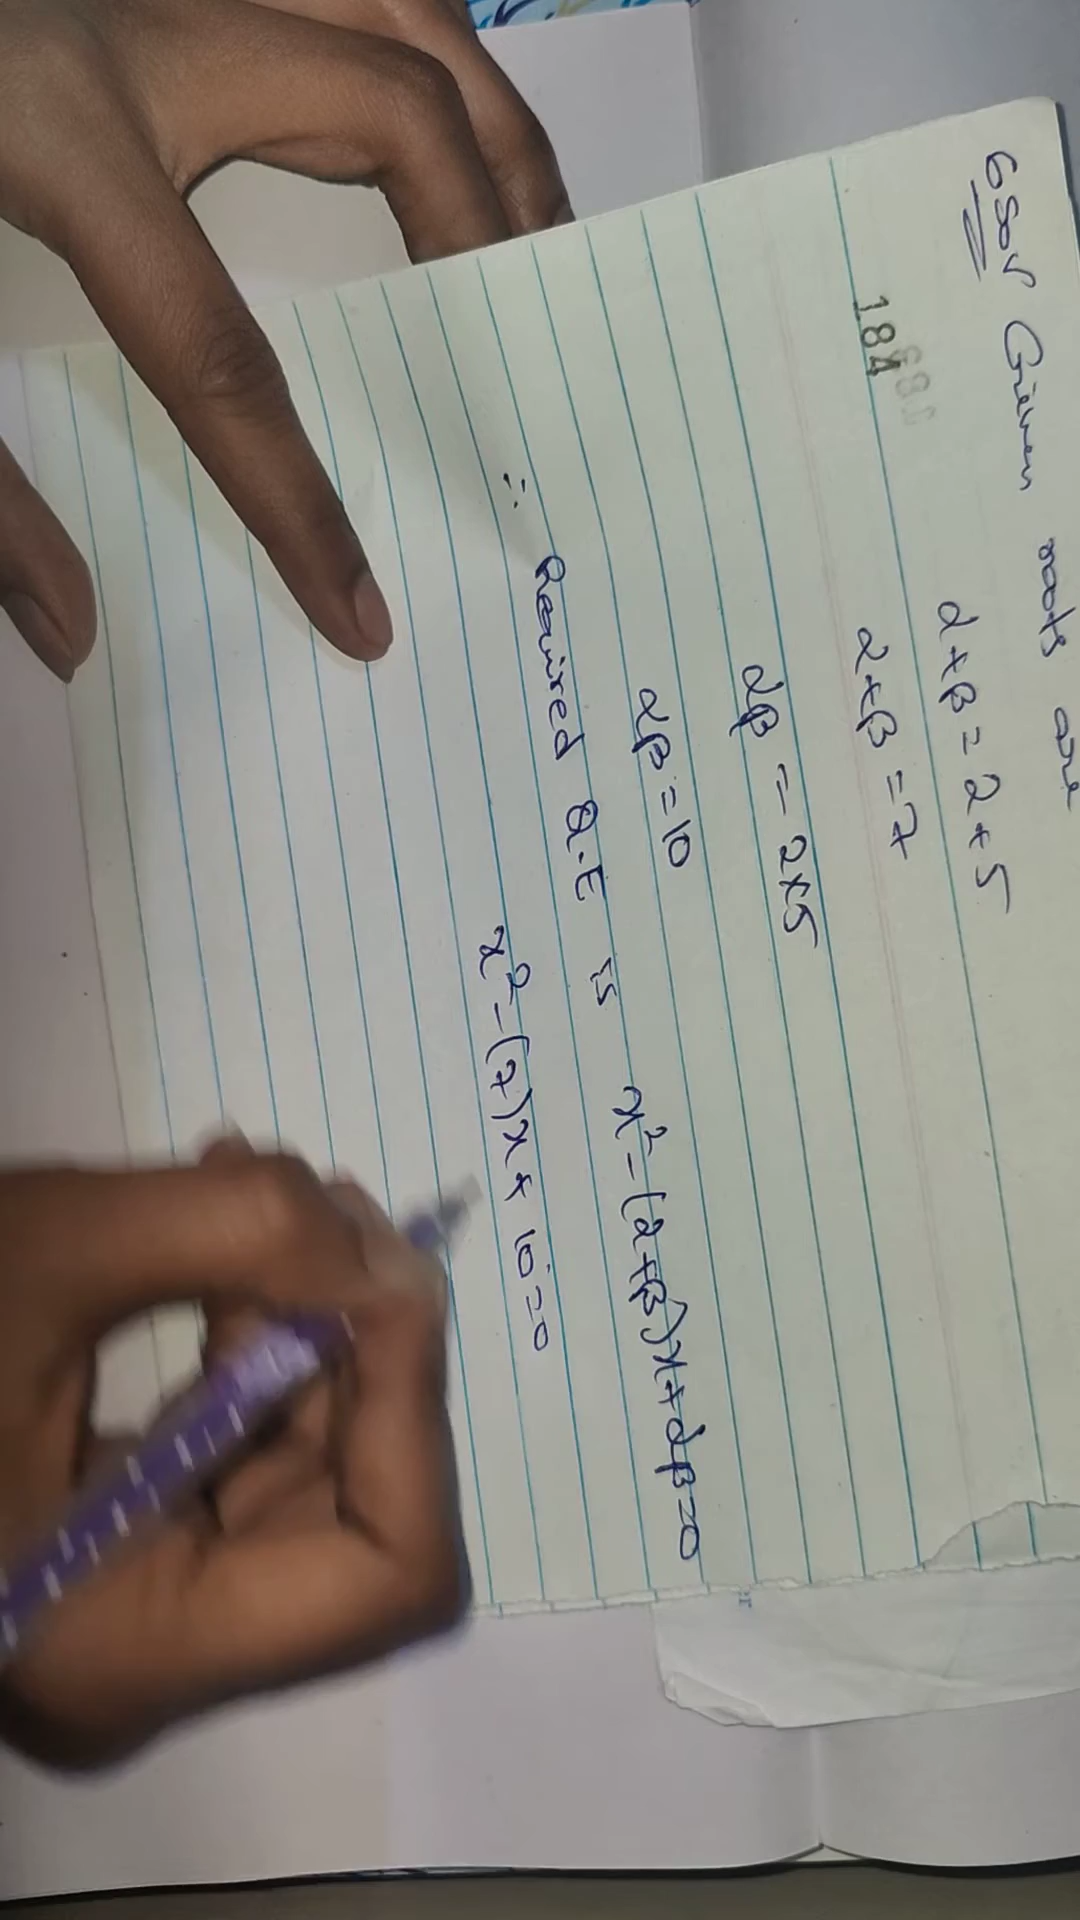 6 Sol Given roots are
α+β = 2+5
α+β = 7
184
αβ = 2×5
αβ = 10
∴ Required Q.E is x²-(α+β)x+αβ=0
x²-(7)x+10=0